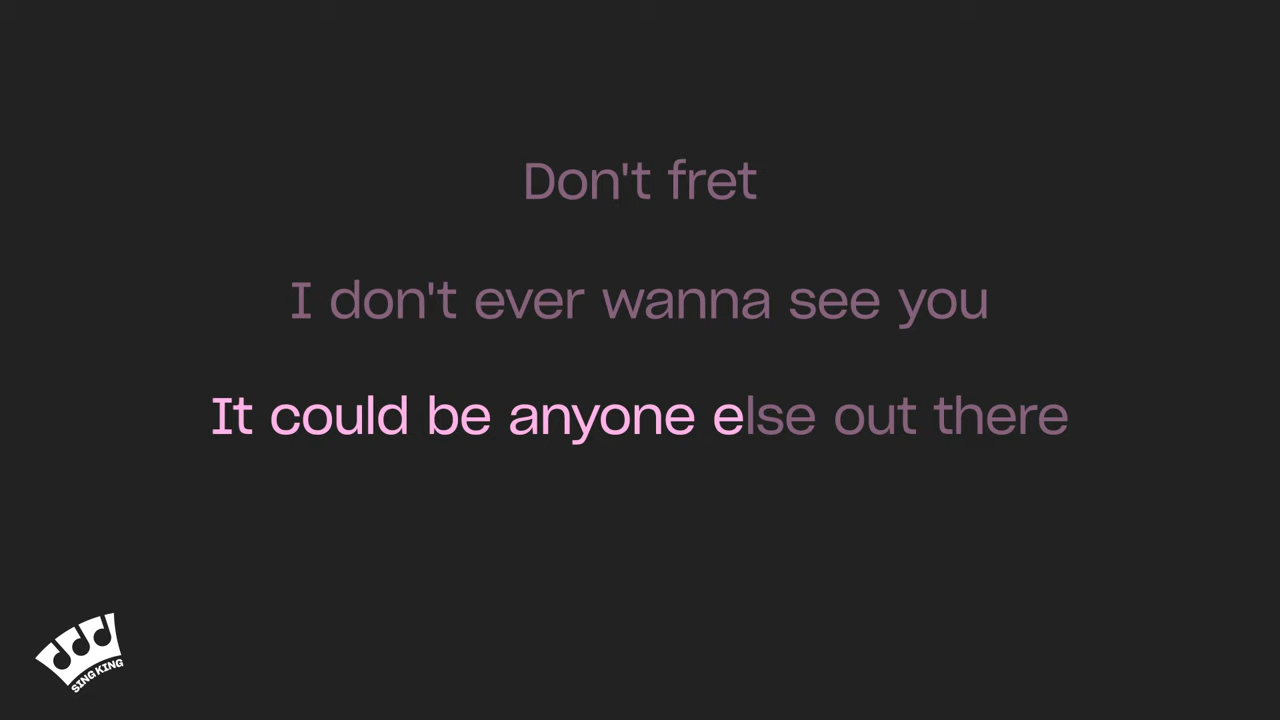 Don't fret
I don't ever wanna see you
It could be anyone else out there
SING KING